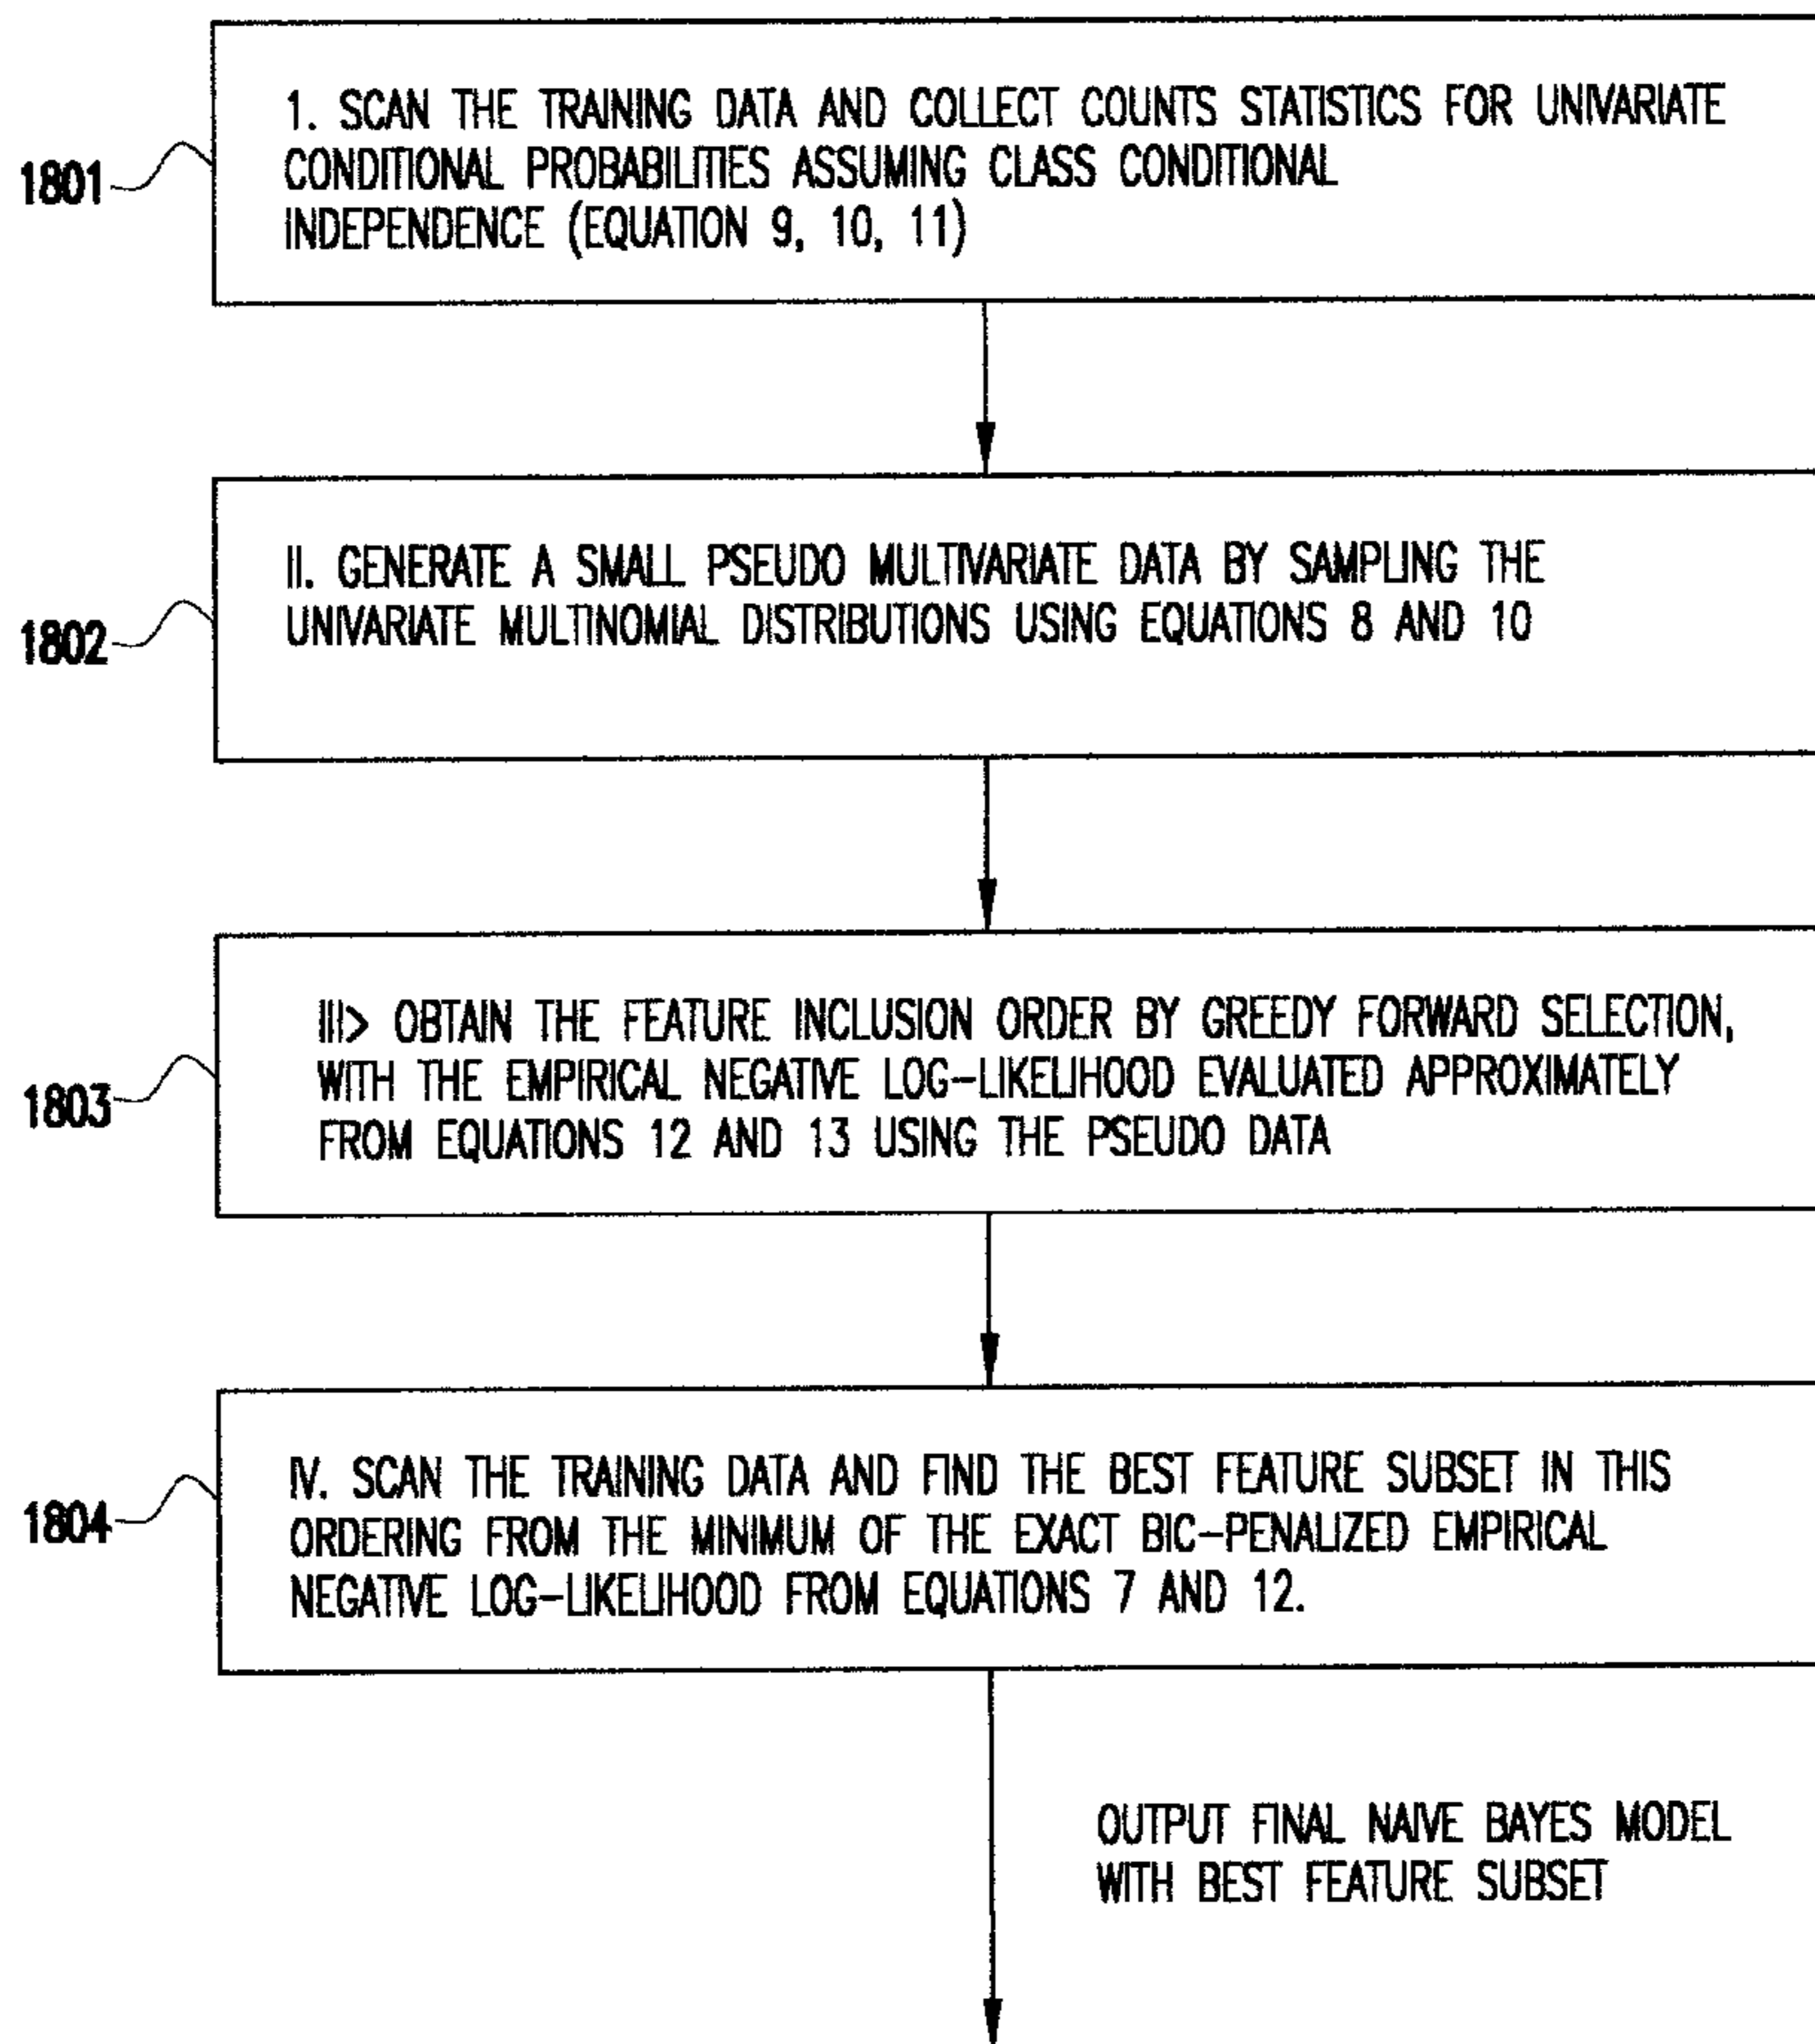 1. SCAN THE TRAINING DATA AND COLLECT COUNTS STATISTICS FOR UNIVARIATE
CONDITIONAL PROBABILITIES ASSUMING CLASS CONDITIONAL
INDEPENDENCE (EQUATION 9, 10, 11)
1801
II. GENERATE A SMALL PSEUDO MULTIVARIATE DATA BY SAMPLING THE
UNIVARIATE MULTINOMIAL DISTRIBUTIONS USING EQUATIONS 8 AND 10
1802
III> OBTAIN THE FEATURE INCLUSION ORDER BY GREEDY FORWARD SELECTION,
WITH THE EMPIRICAL NEGATIVE LOG-LIKELIHOOD EVALUATED APPROXIMATELY
FROM EQUATIONS 12 AND 13 USING THE PSEUDO DATA
1803
IV. SCAN THE TRAINING DATA AND FIND THE BEST FEATURE SUBSET IN THIS
ORDERING FROM THE MINIMUM OF THE EXACT BIC-PENALIZED EMPIRICAL
NEGATIVE LOG-LIKELIHOOD FROM EQUATIONS 7 AND 12.
1804
OUTPUT FINAL NAIVE BAYES MODEL
WITH BEST FEATURE SUBSET